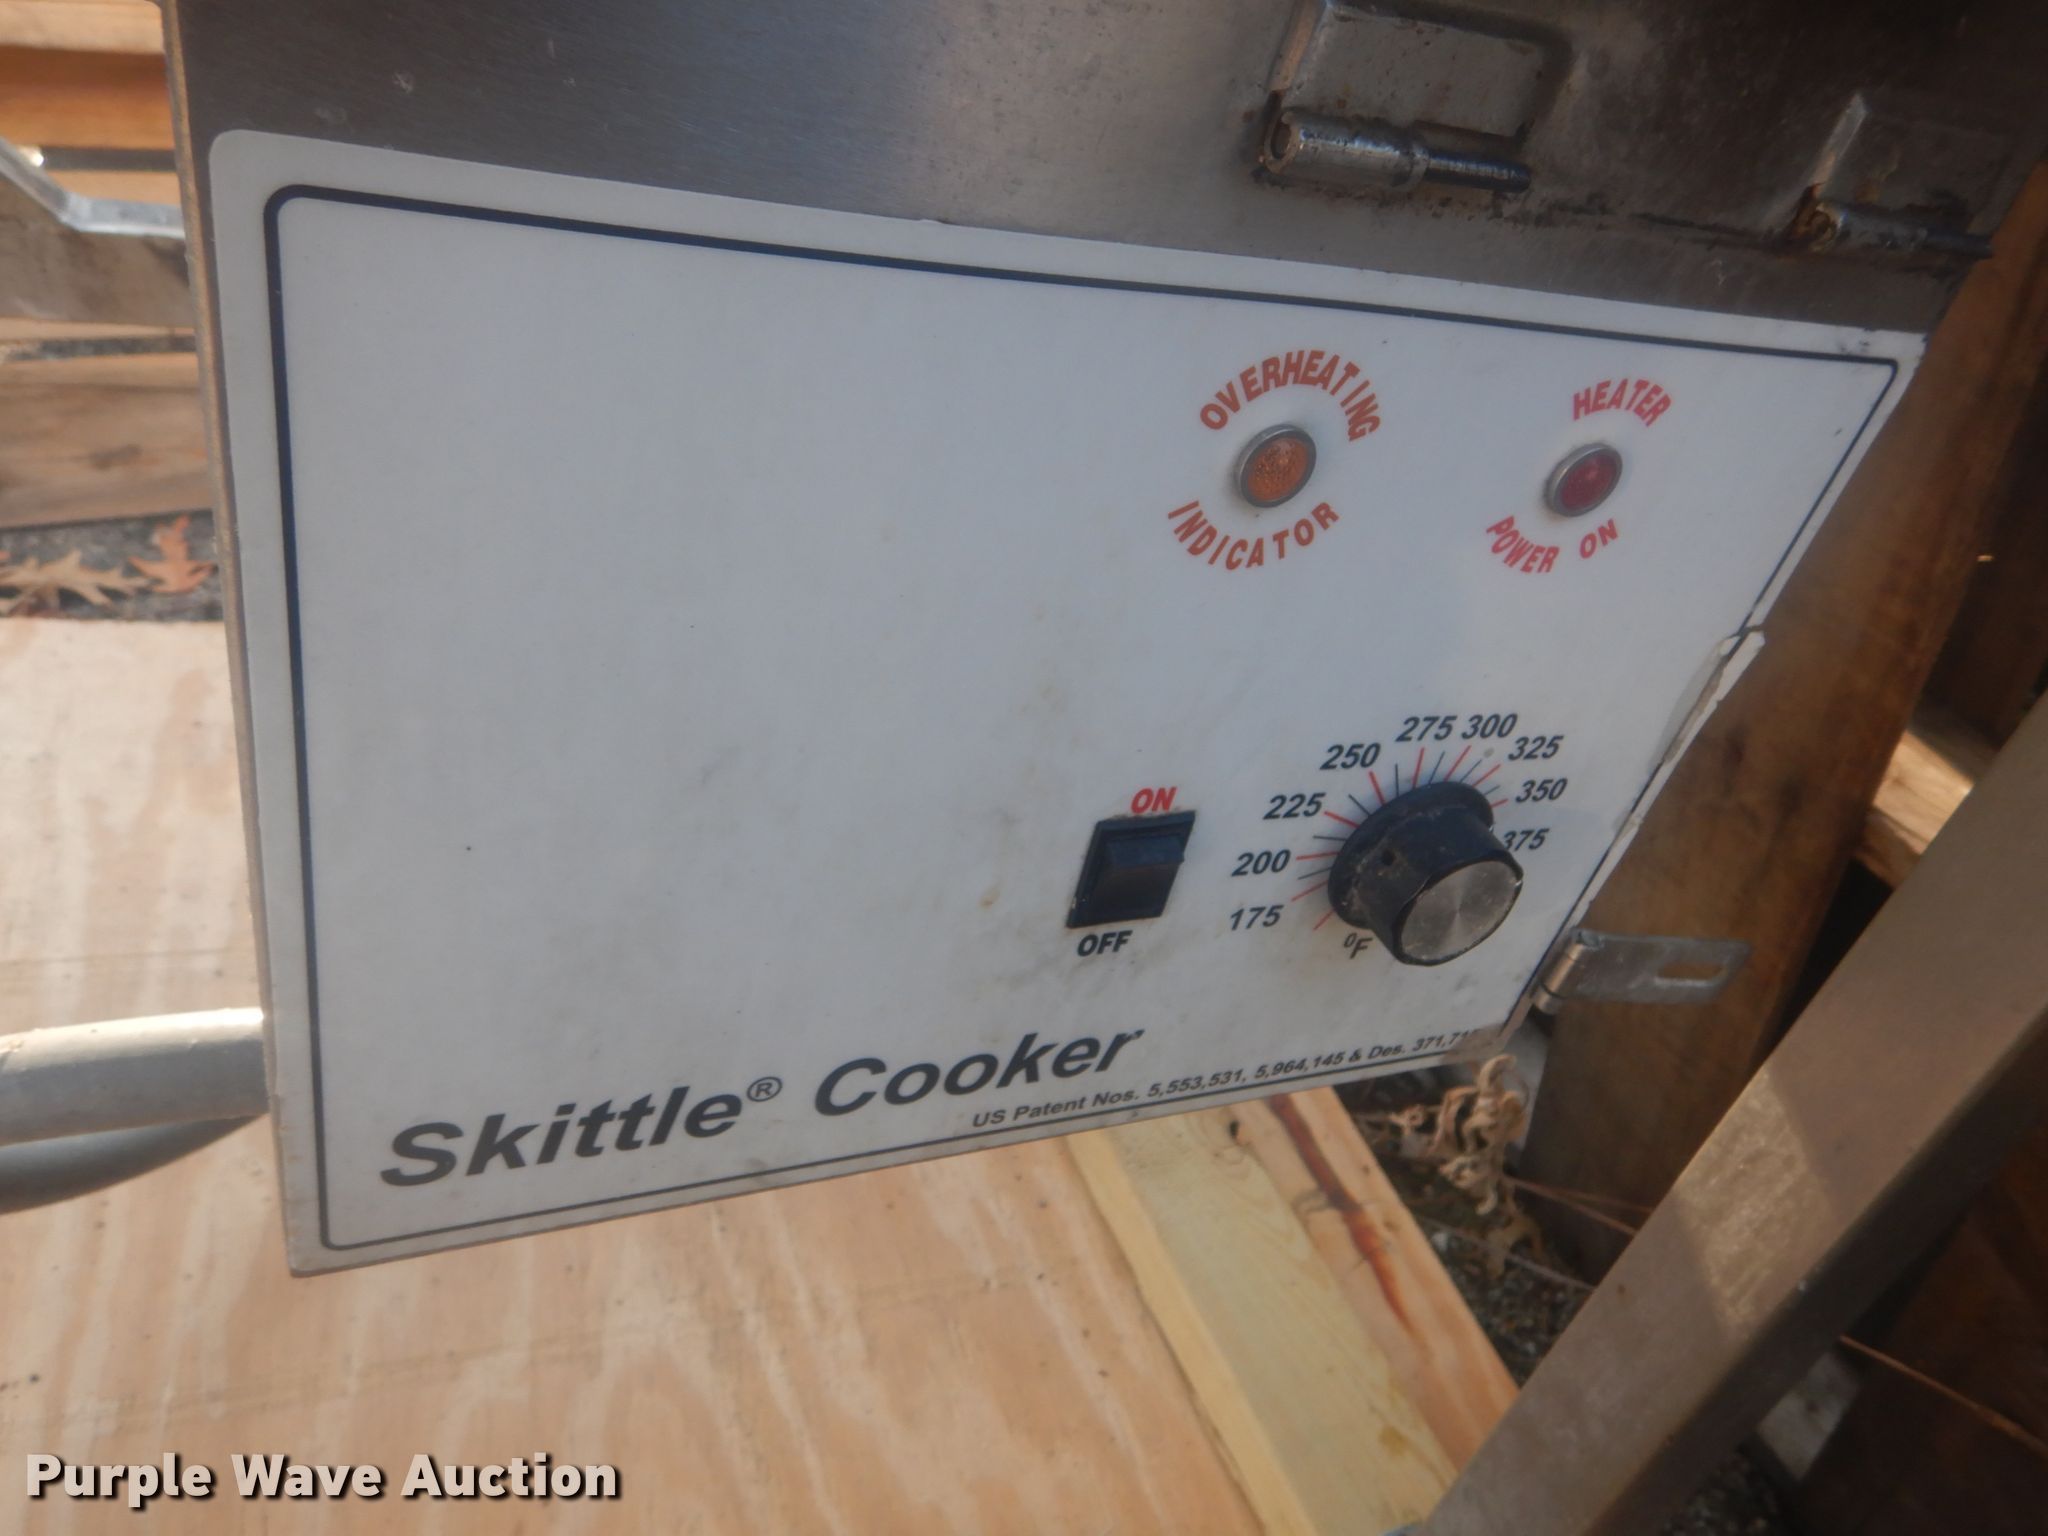 OVERHEATING
INDICATOR
HEATER
POWER ON
ON
OFF
175
200
225
250
275
300
325
350
375
°F
Skittle® Cooker
US Patent Nos. 5,553,531, 5,964,145 & Des.
Purple Wave Auction